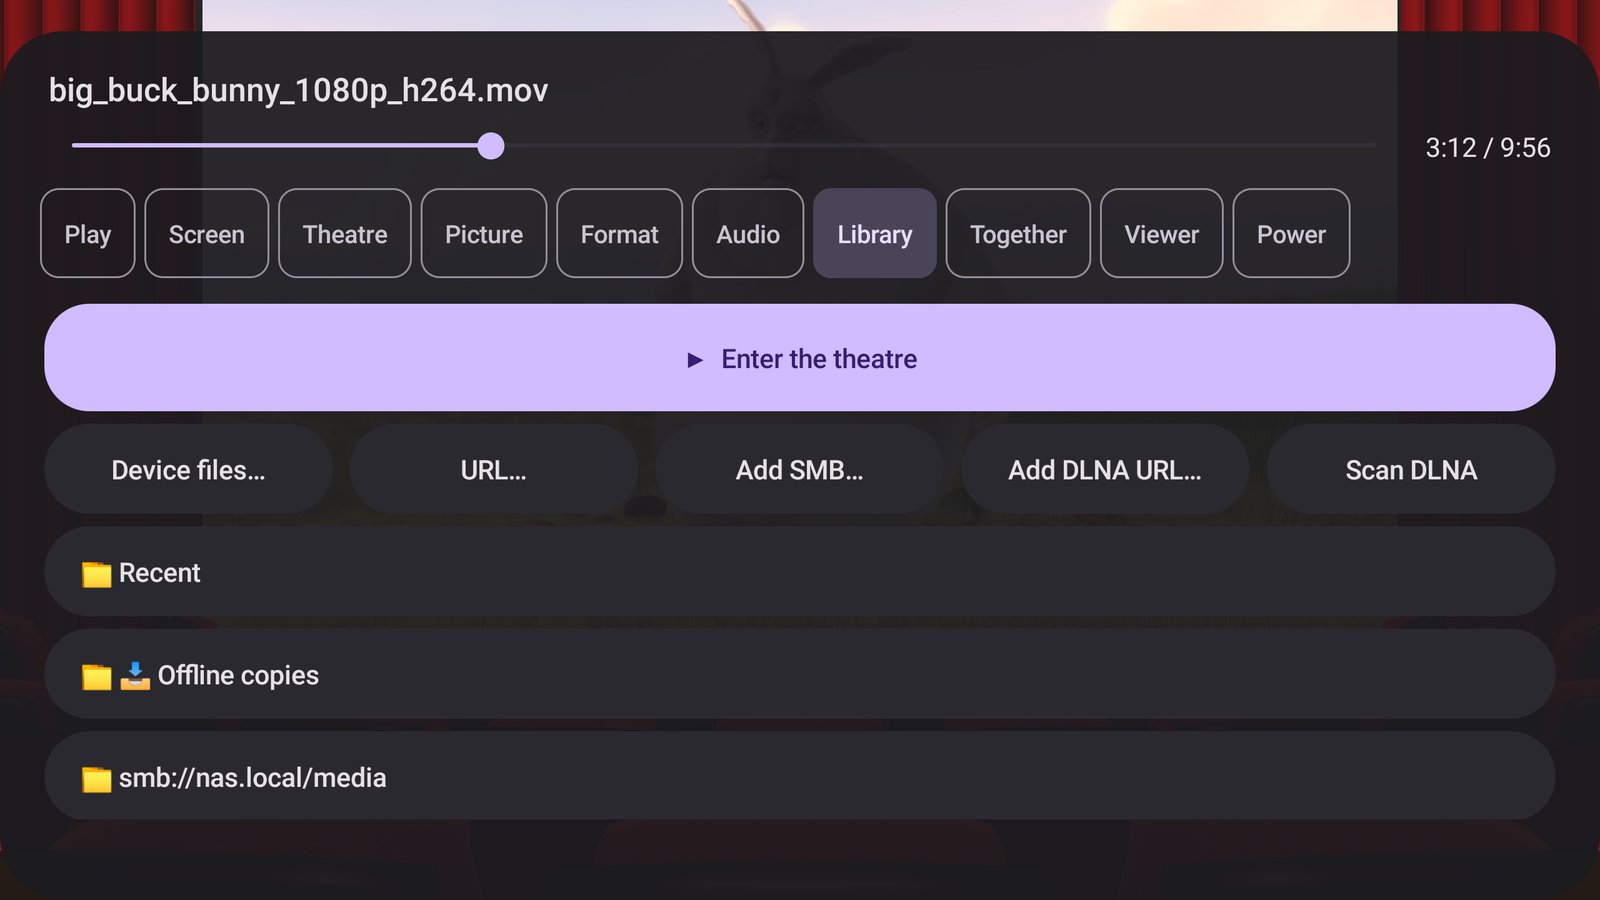 big_buck_bunny_1080p_h264.mov
3:12 / 9:56
Play Screen Theatre Picture Format Audio Library Together Viewer Power
► Enter the theatre
Device files... URL... Add SMB... Add DLNA URL... Scan DLNA
Recent
Offline copies
smb://nas.local/media